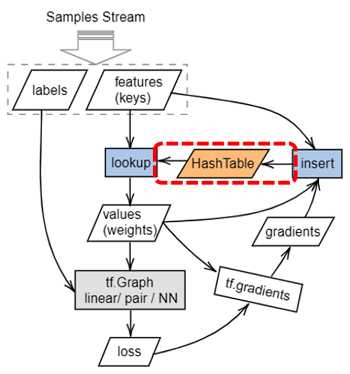 Samples Stream
labels
features
(keys)
lookup
HashTable
insert
values
(weights)
gradients
tf.Graph
linear/ pair / NN
tf.gradients
loss